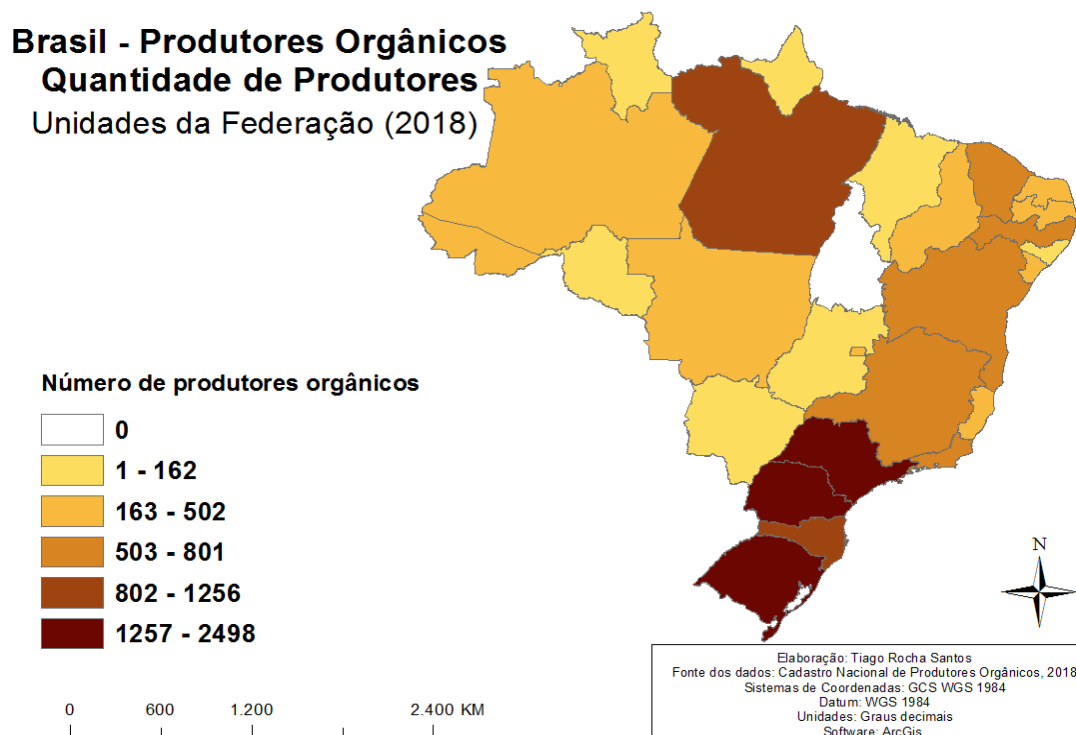 Brasil - Produtores Orgânicos
Quantidade de Produtores
Unidades da Federação (2018)
Número de produtores orgânicos
0
1 - 162
163 - 502
503 - 801
802 - 1256
1257 - 2498
N
0 600 1.200 2.400 KM
Elaboração: Tiago Rocha Santos
Fonte dos dados: Cadastro Nacional de Produtores Orgânicos, 2018
Sistemas de Coordenadas: GCS WGS 1984
Datum: WGS 1984
Unidades: Graus decimais
Software: ArcGis